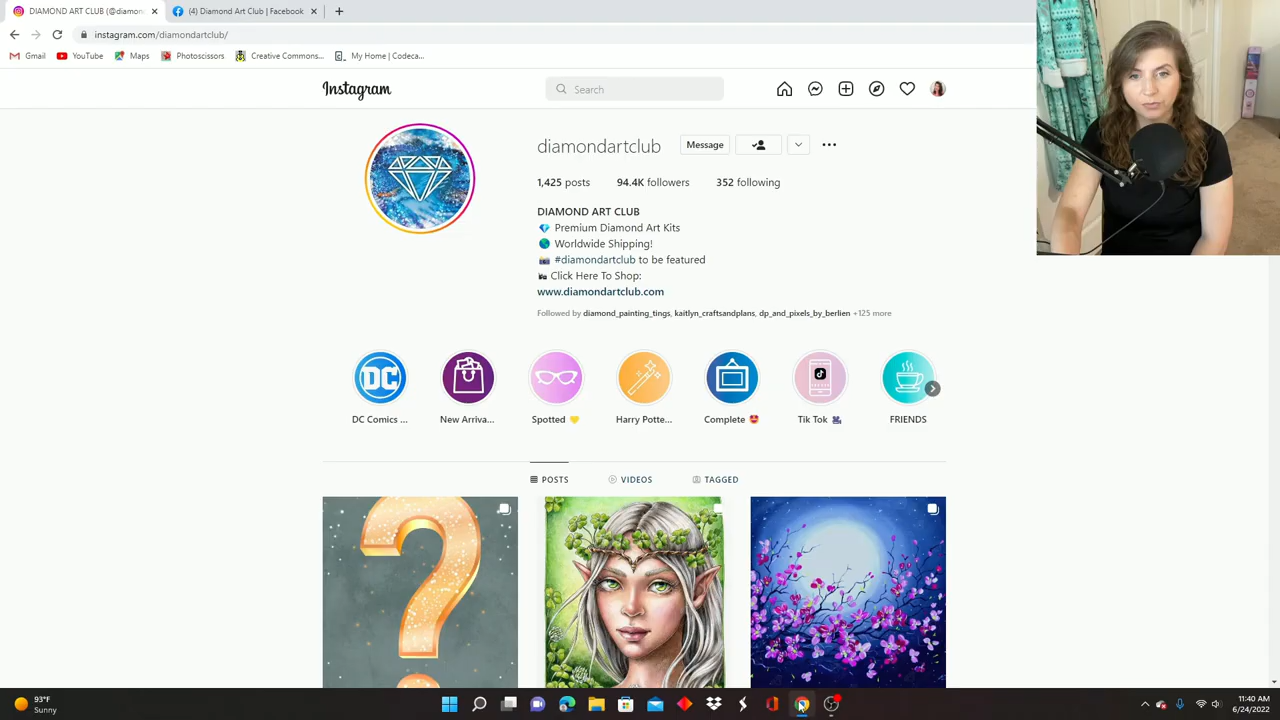 DIAMOND ART CLUB (@diamon
(4) Diamond Art Club | Facebook
instagram.com/diamondartclub/
Gmail
YouTube
Maps
Photoscissors
Creative Commons...
My Home | Codeca...
Instagram
Search
diamondartclub
Message
1,425 posts
94.4K followers
352 following
DIAMOND ART CLUB
💎 Premium Diamond Art Kits
🌎 Worldwide Shipping!
📸 #diamondartclub to be featured
Click Here To Shop:
www.diamondartclub.com
Followed by diamond_painting_tings, kaitlyn_craftsandplans, dp_and_pixels_by_berlien +125 more
DC
DC Comics ...
New Arriva...
Spotted 💛
Harry Potte...
Complete 😍
Tik Tok 🎥
FRIENDS
POSTS
VIDEOS
TAGGED
?
93°F
Sunny
11:40 AM
6/24/2022